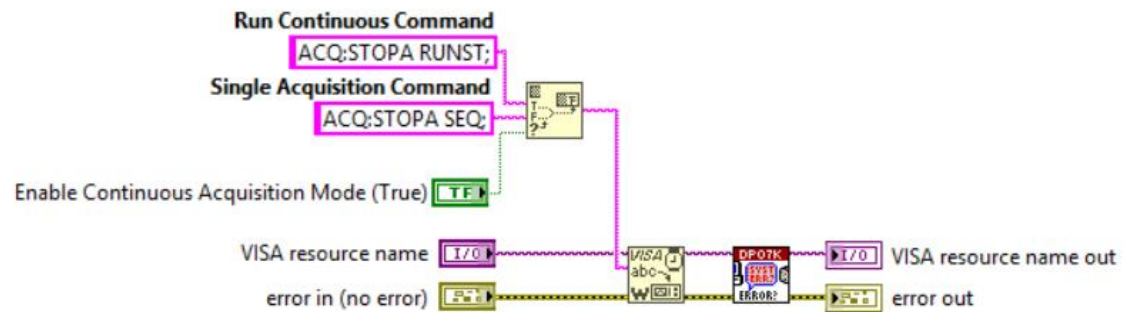 Run Continuous Command
ACQ:STOPA RUNST;
Single Acquisition Command
ACQ:STOPA SEQ;
T
F
?
Enable Continuous Acquisition Mode (True) TF
VISA resource name I/O VISA abc W DPO7K ERROR? I/O VISA resource name out
error in (no error) error out